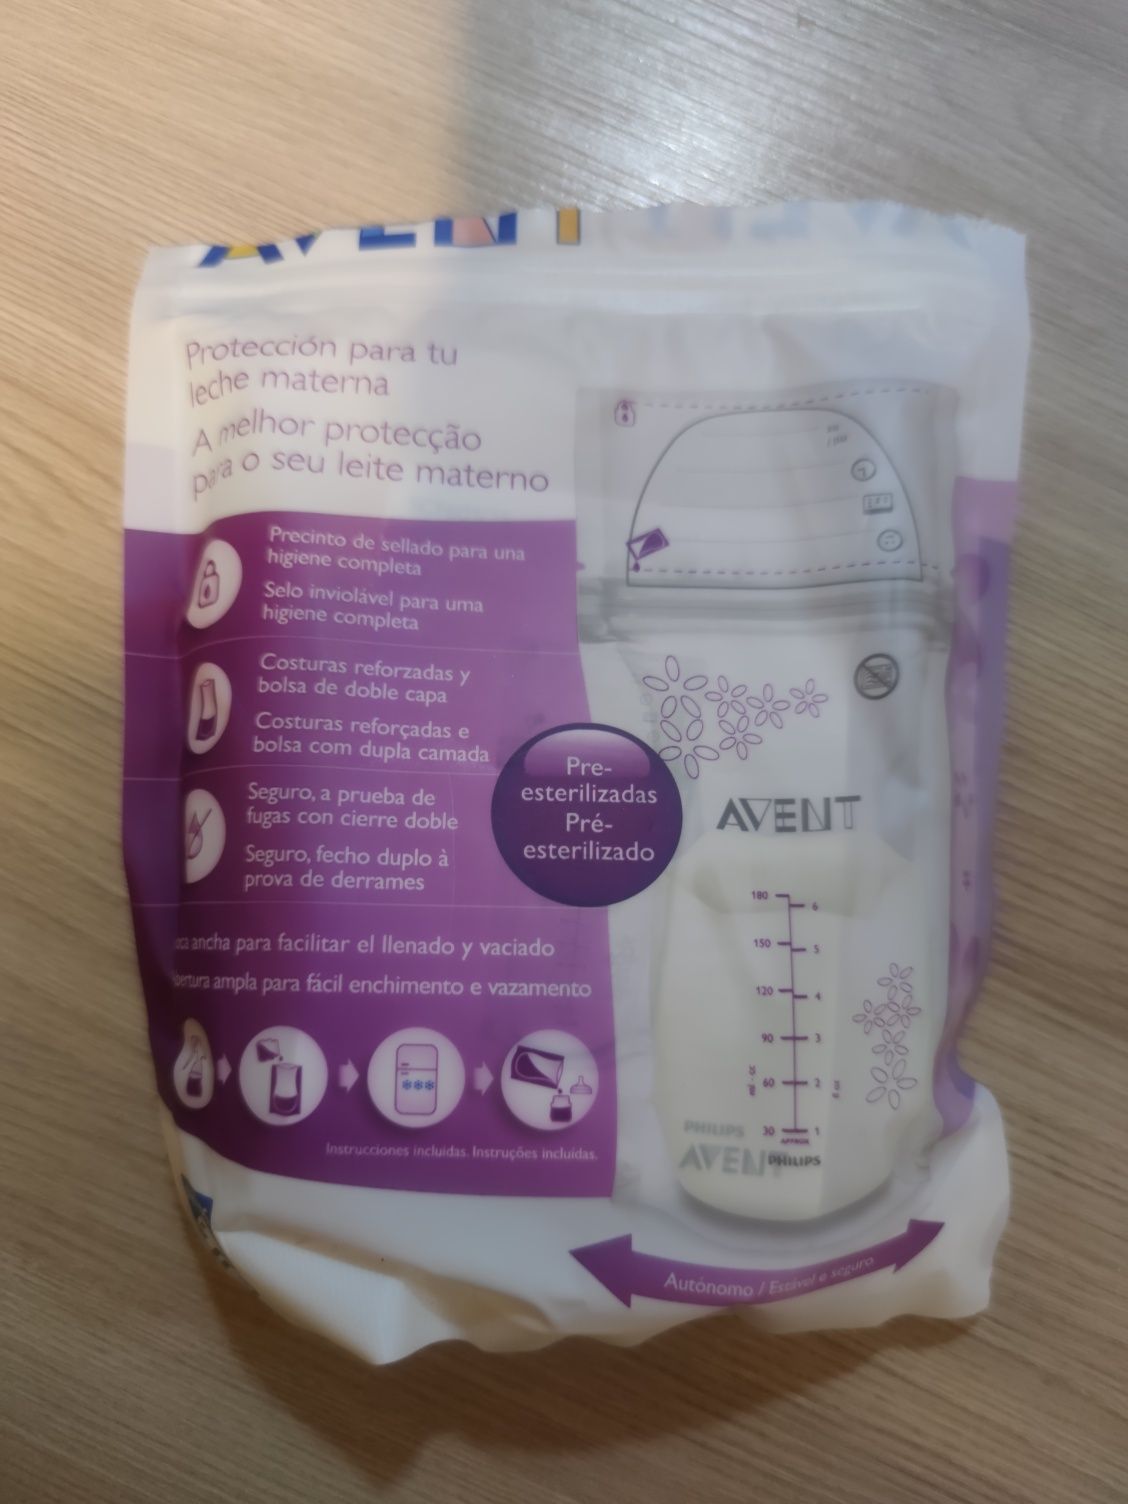 AVENT
Protección para tu
leche materna
A melhor protecção
para o seu leite materno
Precinto de sellado para una
higiene completa
Selo inviolável para uma
higiene completa
Costuras reforzadas y
bolsa de doble capa
Costuras reforçadas e
bolsa com dupla camada
Seguro, a prueba de
fugas con cierre doble
Seguro, fecho duplo à
prova de derrames
ancha para facilitar el llenado y vaciado
ampla para fácil enchimento e vazamento
Instrucciones incluidas. Instruções incluídas.
Pre-
esterilizadas
Pré-
esterilizado
AVENT
180 6
150 5
120 4
90 3
60 2
30 1
APPROX
PHILIPS
PHILIPS
AVENT
Autónomo / Estável e seguro